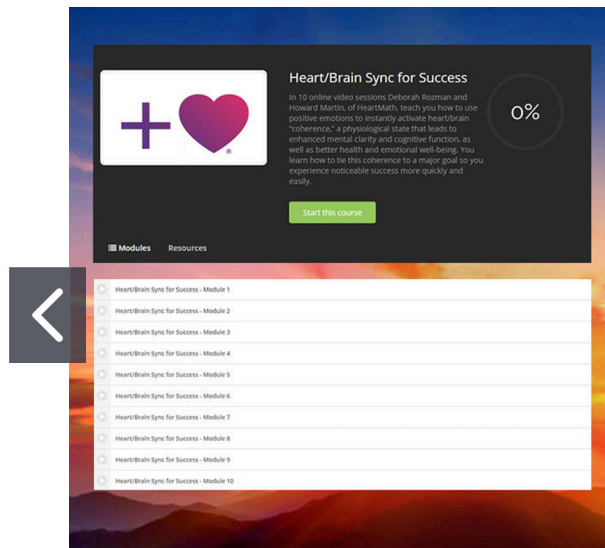 Heart/Brain Sync for Success
In 10 online video sessions Deborah Rozman and
Howard Martin, of HeartMath, teach you how to use
positive emotions to instantly activate heart/brain
"coherence," a physiological state that leads to
enhanced mental clarity and cognitive function, as
well as better health and emotional well-being. You
learn how to tie this coherence to a major goal so you
experience noticeable success more quickly and
easily.
0%
Start this course
Modules Resources
Heart/Brain Sync for Success - Module 1
Heart/Brain Sync for Success - Module 2
Heart/Brain Sync for Success - Module 3
Heart/Brain Sync for Success - Module 4
Heart/Brain Sync for Success - Module 5
Heart/Brain Sync for Success - Module 6
Heart/Brain Sync for Success - Module 7
Heart/Brain Sync for Success - Module 8
Heart/Brain Sync for Success - Module 9
Heart/Brain Sync for Success - Module 10